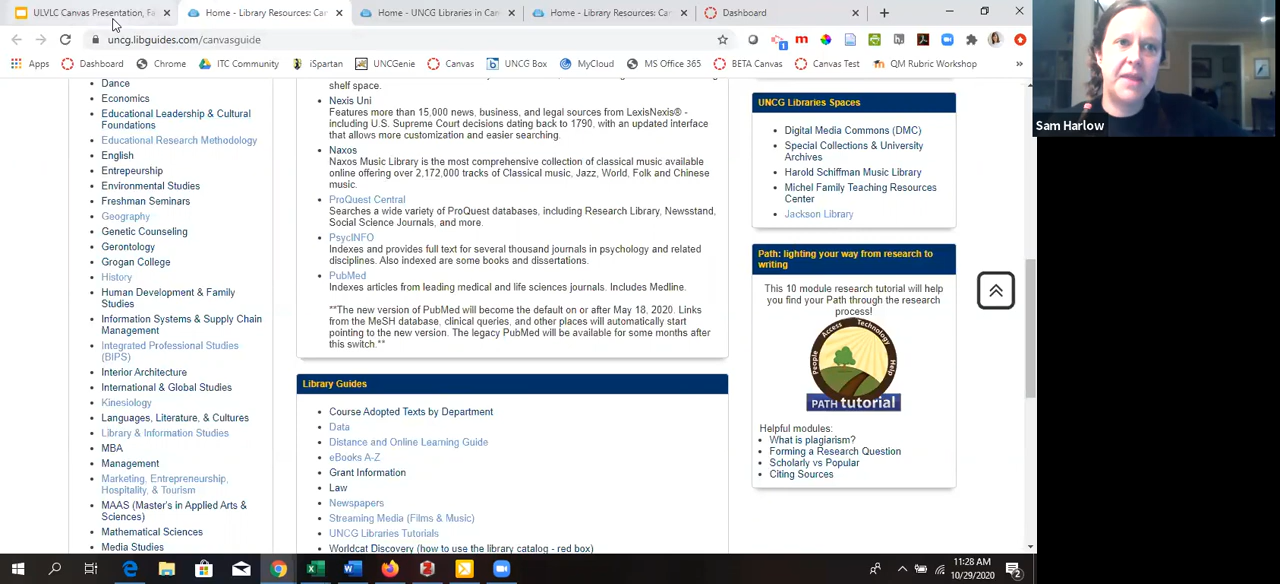 ULVLC Canvas Presentation, Fa
Home - Library Resources: Can
Home - UNCG Libraries in Can
Home - Library Resources: Can
Dashboard
uncg.libguides.com/canvasguide
Apps
Dashboard
Chrome
ITC Community
iSpartan
UNCGenie
Canvas
UNCG Box
MyCloud
MS Office 365
BETA Canvas
Canvas Test
QM Rubric Workshop
»
Sam Harlow
Dance
Economics
Educational Leadership & Cultural
Foundations
Educational Research Methodology
English
Entrepeurship
Environmental Studies
Freshman Seminars
Geography
Genetic Counseling
Gerontology
Grogan College
History
Human Development & Family
Studies
Information Systems & Supply Chain
Management
Integrated Professional Studies
(BIPS)
Interior Architecture
International & Global Studies
Kinesiology
Languages, Literature, & Cultures
Library & Information Studies
MBA
Management
Marketing, Entrepreneurship,
Hospitality, & Tourism
MAAS (Master's in Applied Arts &
Sciences)
Mathematical Sciences
Media Studies
shelf space.
Nexis Uni
Features more than 15,000 news, business, and legal sources from LexisNexis® -
including U.S. Supreme Court decisions dating back to 1790, with an updated interface
that allows more customization and easier searching.
Naxos
Naxos Music Library is the most comprehensive collection of classical music available
online offering over 2,172,000 tracks of Classical music, Jazz, World, Folk and Chinese
music.
ProQuest Central
Searches a wide variety of ProQuest databases, including Research Library, Newsstand,
Social Science Journals, and more.
PsycINFO
Indexes and provides full text for several thousand journals in psychology and related
disciplines. Also indexed are some books and dissertations.
PubMed
Indexes articles from leading medical and life sciences journals. Includes Medline.
**The new version of PubMed will become the default on or after May 18, 2020. Links
from the MeSH database, clinical queries, and other places will automatically start
pointing to the new version. The legacy PubMed will be available for some months after
this switch.**
Library Guides
Course Adopted Texts by Department
Data
Distance and Online Learning Guide
eBooks A-Z
Grant Information
Law
Newspapers
Streaming Media (Films & Music)
UNCG Libraries Tutorials
Worldcat Discovery (how to use the library catalog - red box)
UNCG Libraries Spaces
Digital Media Commons (DMC)
Special Collections & University
Archives
Harold Schiffman Music Library
Michel Family Teaching Resources
Center
Jackson Library
Path: lighting your way from research to
writing
This 10 module research tutorial will help
you find your Path through the research
process!
People Access Technology Help
PATH tutorial
Helpful modules:
What is plagiarism?
Forming a Research Question
Scholarly vs Popular
Citing Sources
11:28 AM
10/29/2020
2